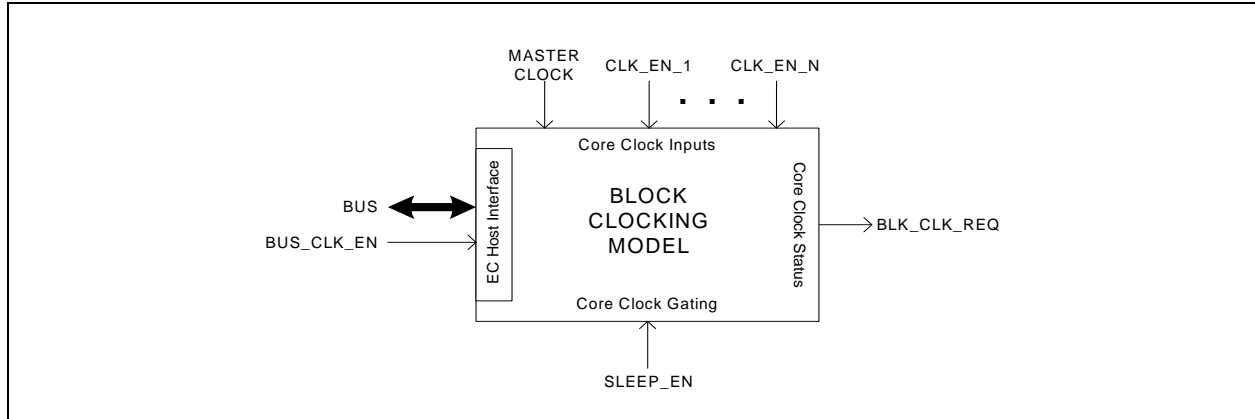 MASTER
CLOCK
CLK_EN_1
CLK_EN_N
Core Clock Inputs
BUS
BUS_CLK_EN
EC Host Interface
BLOCK
CLOCKING
MODEL
Core Clock Status
BLK_CLK_REQ
Core Clock Gating
SLEEP_EN